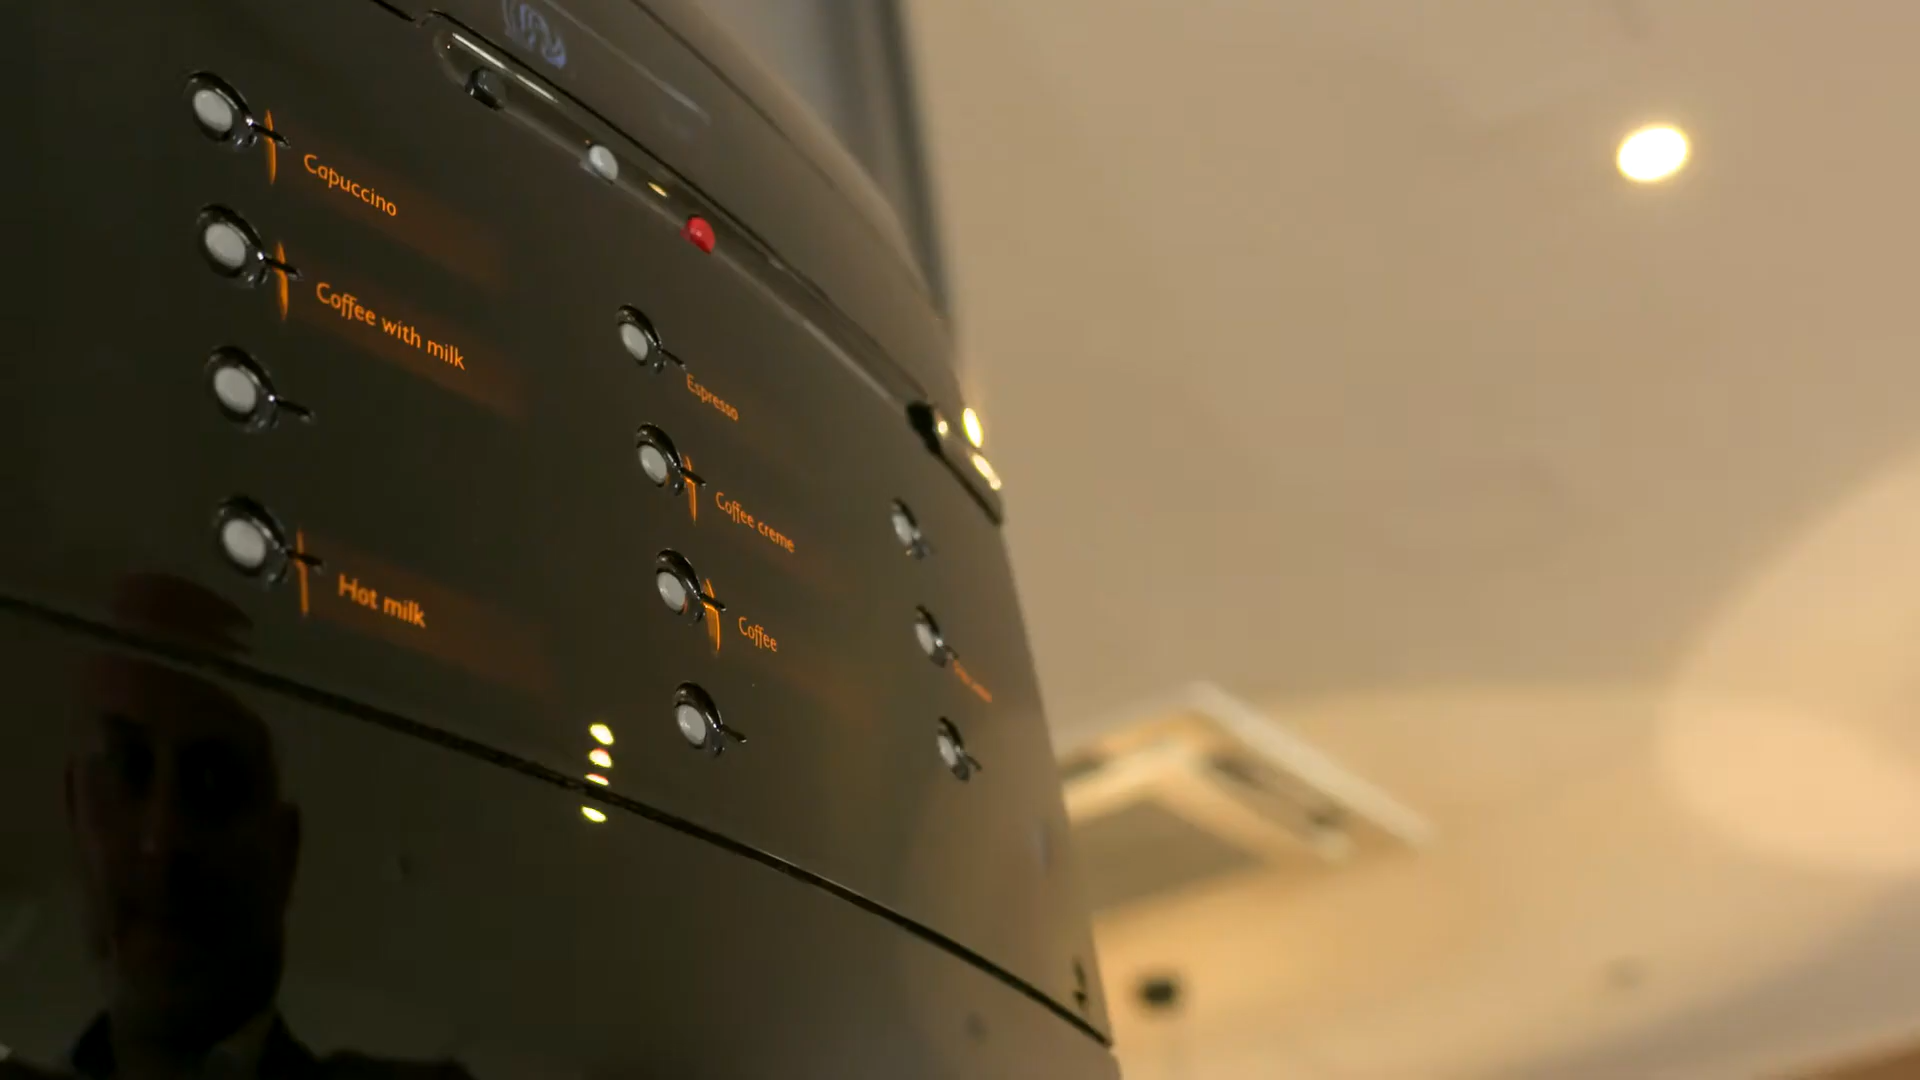 Capuccino
Coffee with milk
Hot milk
Espresso
Coffee creme
Coffee